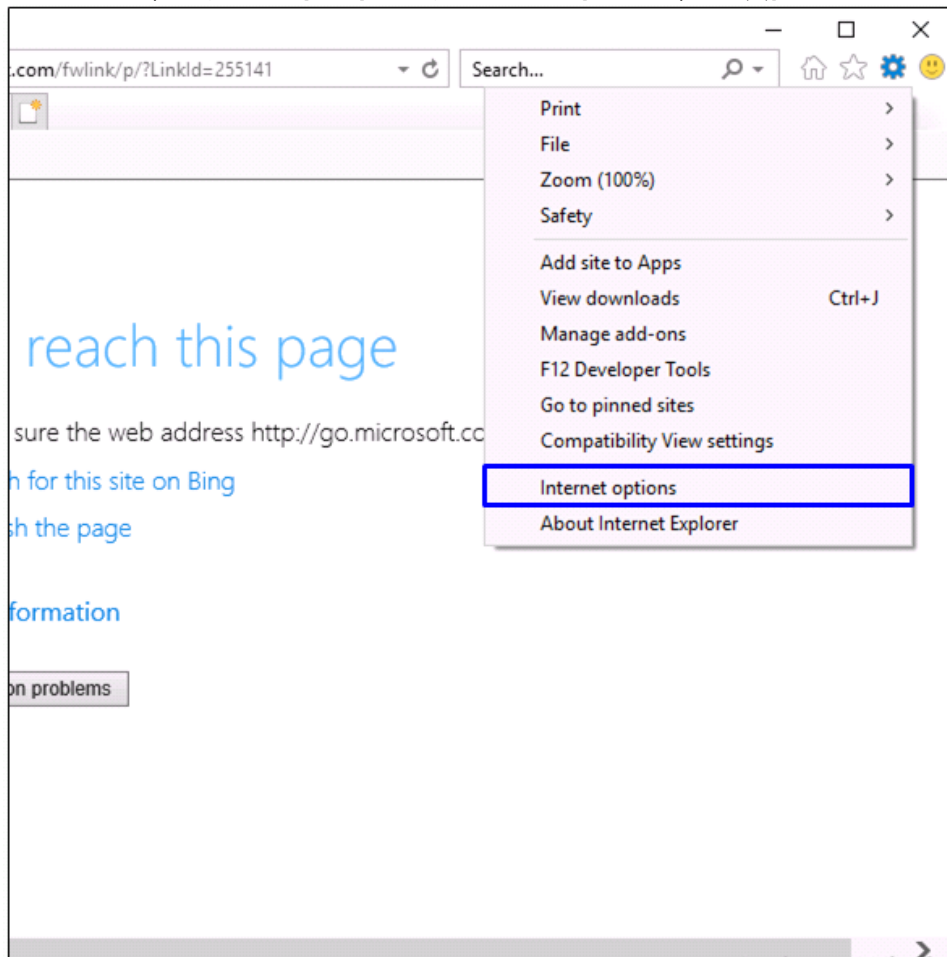 .com/fwlink/p/?LinkId=255141
Search...
Print
File
Zoom (100%)
Safety
Add site to Apps
View downloads Ctrl+J
Manage add-ons
F12 Developer Tools
Go to pinned sites
Compatibility View settings
Internet options
About Internet Explorer
reach this page
sure the web address http://go.microsoft.co
h for this site on Bing
sh the page
formation
on problems